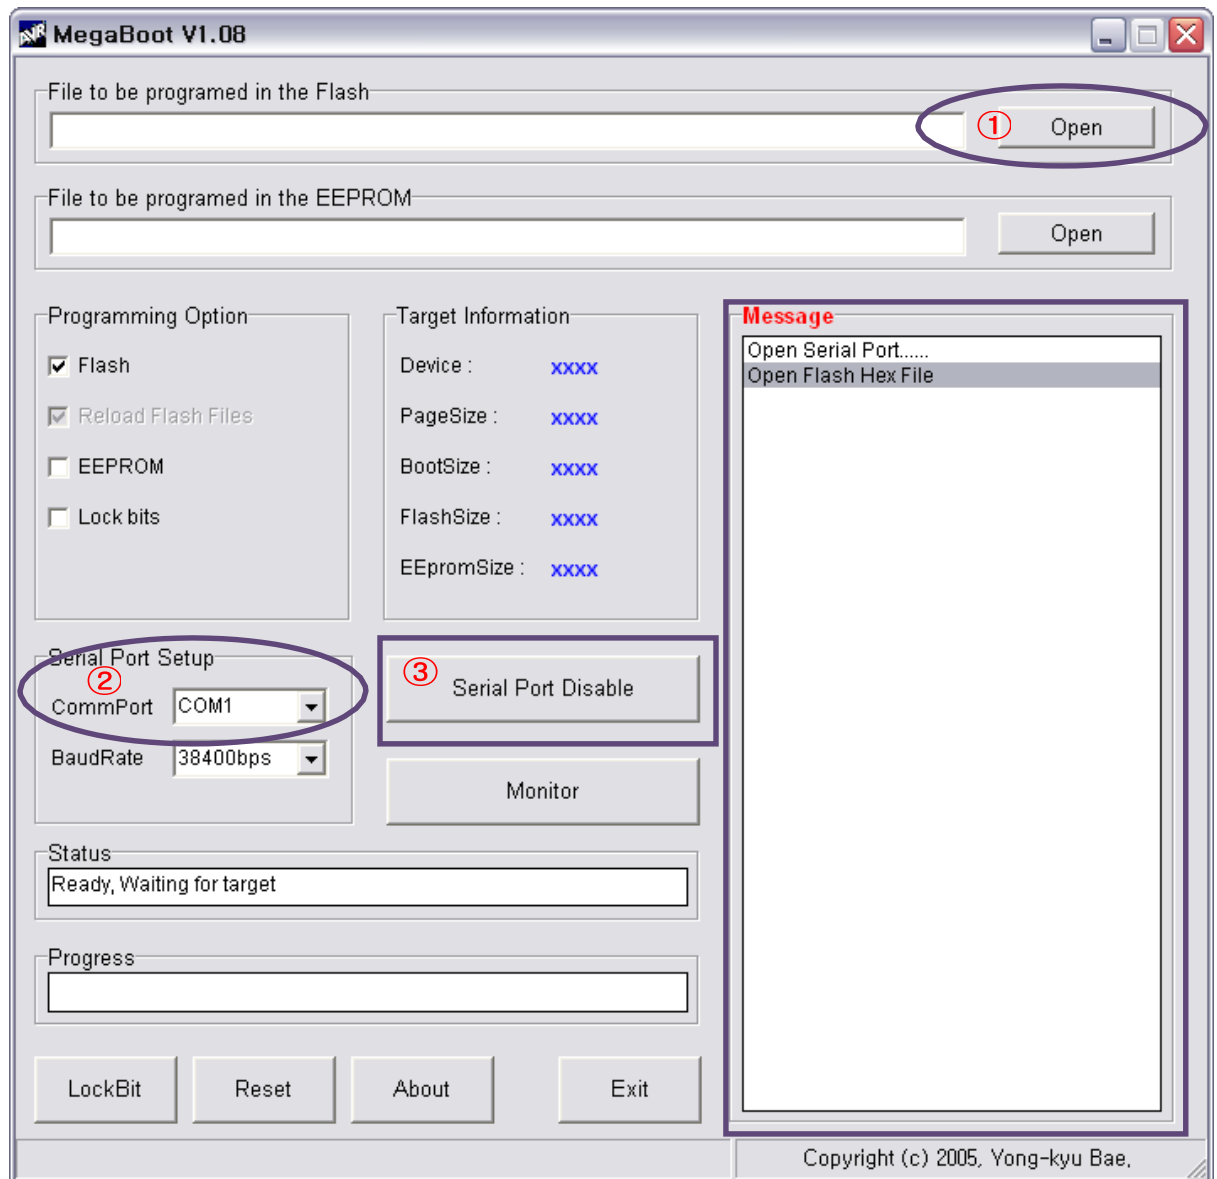 MegaBoot V1.08
File to be programed in the Flash
① Open
File to be programed in the EEPROM
Open
Programming Option
Flash
Reload Flash Files
EEPROM
Lock bits
Target Information
Device : xxxx
PageSize : xxxx
BootSize : xxxx
FlashSize : xxxx
EEpromSize : xxxx
Message
Open Serial Port......
Open Flash Hex File
Serial Port Setup
②
CommPort COM1
BaudRate 38400bps
③ Serial Port Disable
Monitor
Status
Ready, Waiting for target
Progress
LockBit Reset About Exit
Copyright (c) 2005, Yong-kyu Bae,